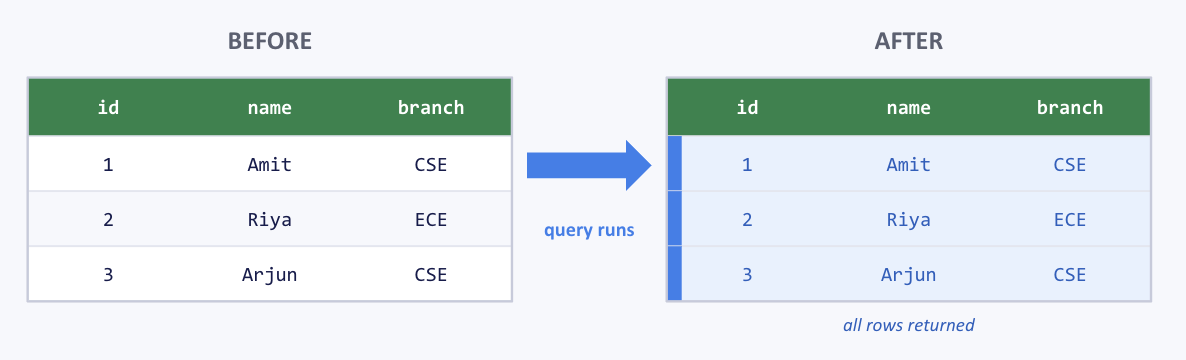 BEFORE
id name branch
1 Amit CSE
2 Riya ECE
3 Arjun CSE
query runs
AFTER
id name branch
1 Amit CSE
2 Riya ECE
3 Arjun CSE
all rows returned